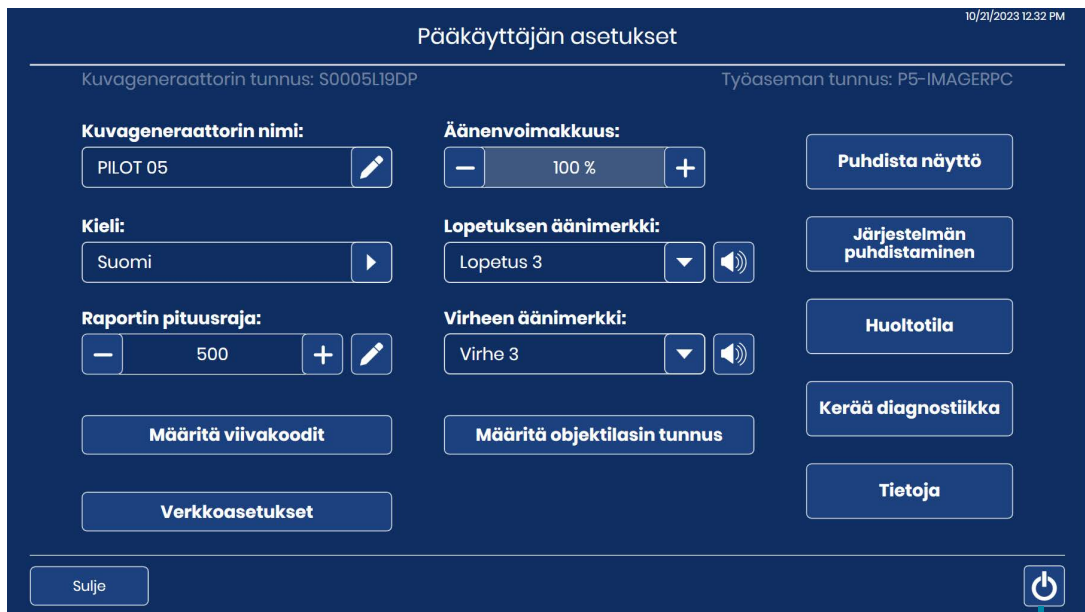 10/21/2023 12.32 PM
Pääkäyttäjän asetukset
Kuvageneraattorin tunnus: S0005L19DP
Työaseman tunnus: P5-IMAGERPC
Kuvageneraattorin nimi:
PILOT 05
Kieli:
Suomi
Raportin pituusraja:
500
Määritä viivakoodit
Verkkoasetukset
Äänenvoimakkuus:
100 %
Lopetuksen äänimerkki:
Lopetus 3
Virheen äänimerkki:
Virhe 3
Määritä objektilasin tunnus
Puhdista näyttö
Järjestelmän
puhdistaminen
Huoltotila
Kerää diagnostiikka
Tietoja
Sulje